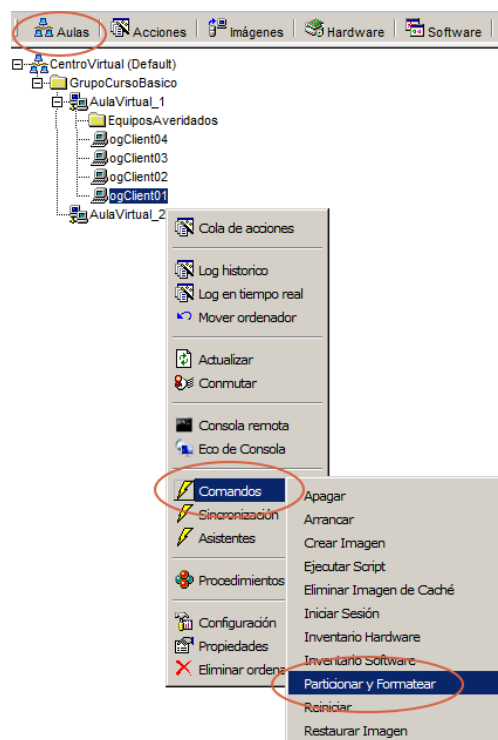 Aulas Acciones Imágenes Hardware Software
CentroVirtual (Default)
GrupoCursoBasico
AulaVirtual_1
EquiposAveridados
ogClient04
ogClient03
ogClient02
ogClient01
AulaVirtual_2
Cola de acciones
Log historico
Log en tiempo real
Mover ordenador
Actualizar
Conmutar
Consola remota
Eco de Consola
Comandos
Sincronización
Asistentes
Procedimientos
Configuración
Propiedades
Eliminar ordena
Apagar
Arrancar
Crear Imagen
Ejecutar Script
Eliminar Imagen de Caché
Iniciar Sesión
Inventario Hardware
Inventario Software
Particionar y Formatear
Reiniciar
Restaurar Imagen